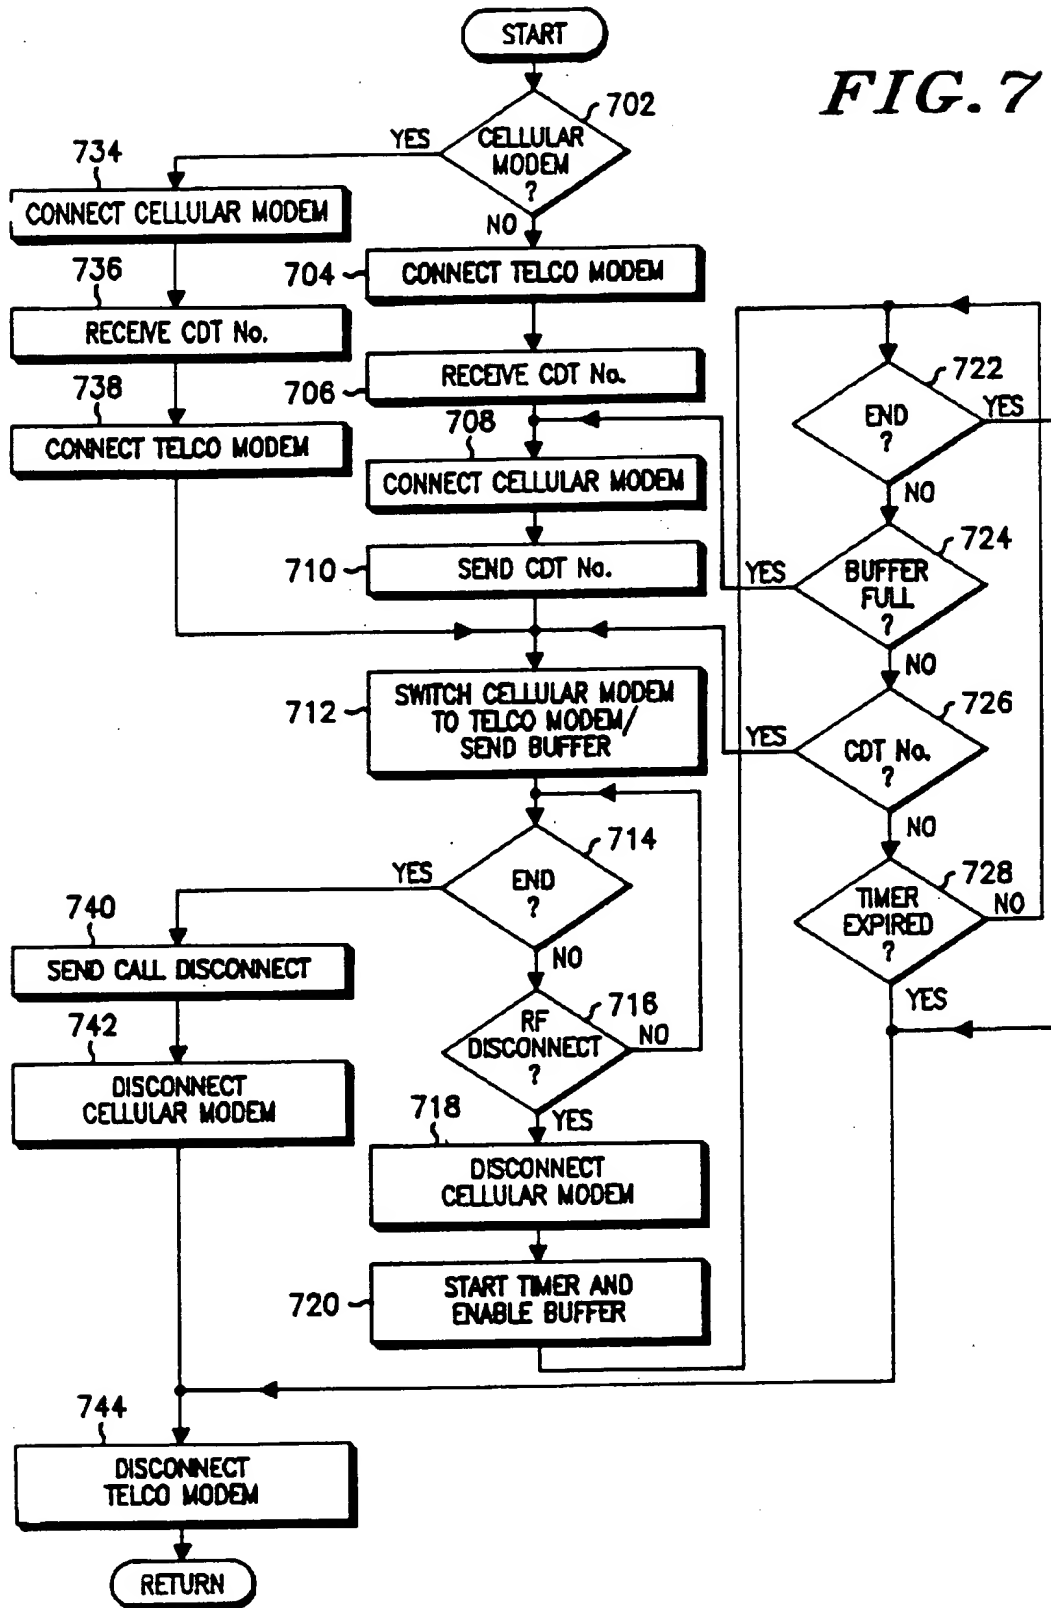 START
FIG. 7
702
CELLULAR
MODEM
?
YES
NO
734
CONNECT CELLULAR MODEM
704
CONNECT TELCO MODEM
736
RECEIVE CDT No.
706
RECEIVE CDT No.
738
CONNECT TELCO MODEM
708
CONNECT CELLULAR MODEM
710
SEND CDT No.
722
END
?
YES
NO
724
BUFFER
FULL
?
YES
NO
712
SWITCH CELLULAR MODEM
TO TELCO MODEM/
SEND BUFFER
726
CDT No.
?
YES
NO
714
END
?
YES
NO
728
TIMER
EXPIRED
?
NO
YES
740
SEND CALL DISCONNECT
716
RF
DISCONNECT
?
NO
YES
742
DISCONNECT
CELLULAR MODEM
718
DISCONNECT
CELLULAR MODEM
720
START TIMER AND
ENABLE BUFFER
744
DISCONNECT
TELCO MODEM
RETURN